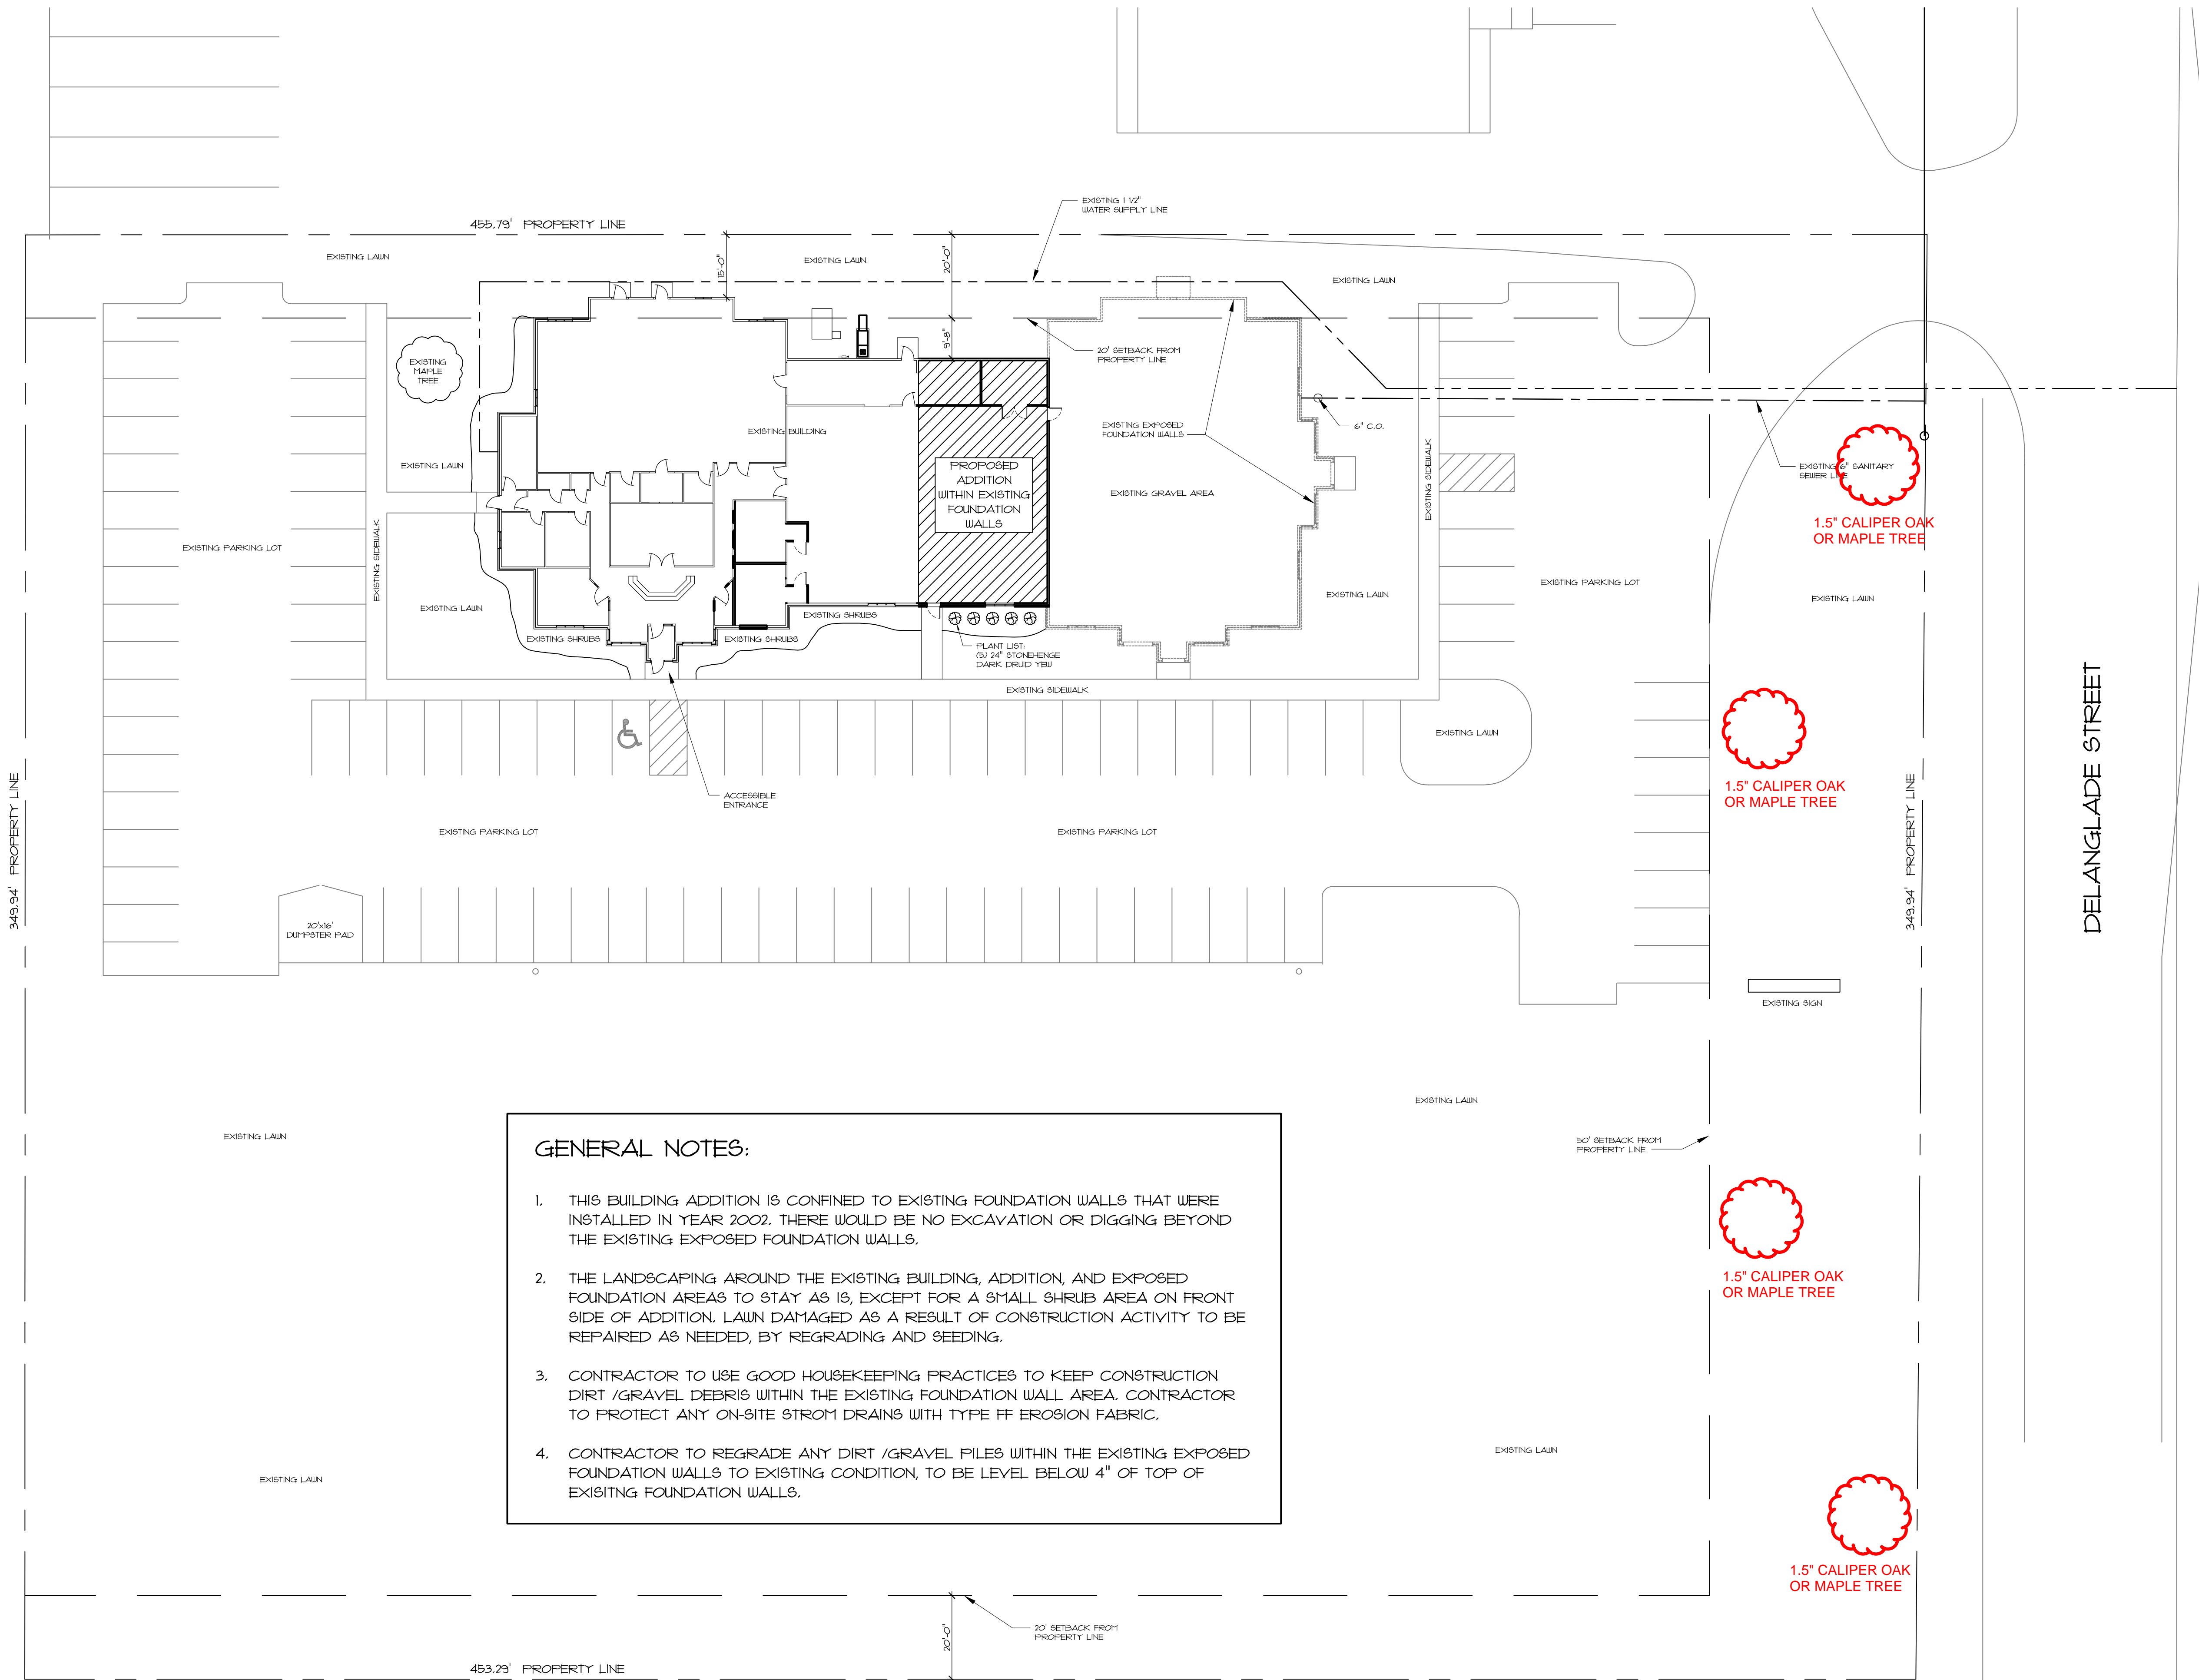 EXISTING 1 1/2"
WATER SUPPLY LINE
455.79' PROPERTY LINE
EXISTING LAWN
15'-0"
EXISTING LAWN
20'-0"
EXISTING LAWN
9'-8"
20' SETBACK FROM
PROPERTY LINE
EXISTING
MAPLE
TREE
EXISTING BUILDING
EXISTING EXPOSED
FOUNDATION WALLS
6" C.O.
EXISTING LAWN
PROPOSED
ADDITION
WITHIN EXISTING
FOUNDATION
WALLS
EXISTING GRAVEL AREA
EXISTING SIDEWALK
EXISTING 6" SANITARY
SEWER LINE
1.5" CALIPER OAK
OR MAPLE TREE
EXISTING PARKING LOT
EXISTING SIDEWALK
EXISTING PARKING LOT
EXISTING LAWN
EXISTING LAWN
EXISTING LAWN
EXISTING SHRUBS
EXISTING SHRUBS
EXISTING SHRUBS
PLANT LIST:
(5) 24" STONEHENGE
DARK DRUID YEW
EXISTING SIDEWALK
EXISTING LAWN
1.5" CALIPER OAK
OR MAPLE TREE
ACCESSIBLE
ENTRANCE
EXISTING PARKING LOT
EXISTING PARKING LOT
349.94' PROPERTY LINE
349.94' PROPERTY LINE
DELANGLADE STREET
20'x16'
DUMPSTER PAD
EXISTING SIGN
EXISTING LAWN
EXISTING LAWN
50' SETBACK FROM
PROPERTY LINE
GENERAL NOTES:
1. THIS BUILDING ADDITION IS CONFINED TO EXISTING FOUNDATION WALLS THAT WERE
INSTALLED IN YEAR 2002. THERE WOULD BE NO EXCAVATION OR DIGGING BEYOND
THE EXISTING EXPOSED FOUNDATION WALLS.
2. THE LANDSCAPING AROUND THE EXISTING BUILDING, ADDITION, AND EXPOSED
FOUNDATION AREAS TO STAY AS IS, EXCEPT FOR A SMALL SHRUB AREA ON FRONT
SIDE OF ADDITION. LAWN DAMAGED AS A RESULT OF CONSTRUCTION ACTIVITY TO BE
REPAIRED AS NEEDED, BY REGRADING AND SEEDING.
3. CONTRACTOR TO USE GOOD HOUSEKEEPING PRACTICES TO KEEP CONSTRUCTION
DIRT /GRAVEL DEBRIS WITHIN THE EXISTING FOUNDATION WALL AREA. CONTRACTOR
TO PROTECT ANY ON-SITE STROM DRAINS WITH TYPE FF EROSION FABRIC.
4. CONTRACTOR TO REGRADE ANY DIRT /GRAVEL PILES WITHIN THE EXISTING EXPOSED
FOUNDATION WALLS TO EXISTING CONDITION, TO BE LEVEL BELOW 4" OF TOP OF
EXISITNG FOUNDATION WALLS.
1.5" CALIPER OAK
OR MAPLE TREE
EXISTING LAWN
EXISTING LAWN
1.5" CALIPER OAK
OR MAPLE TREE
20'-0"
20' SETBACK FROM
PROPERTY LINE
453.29' PROPERTY LINE